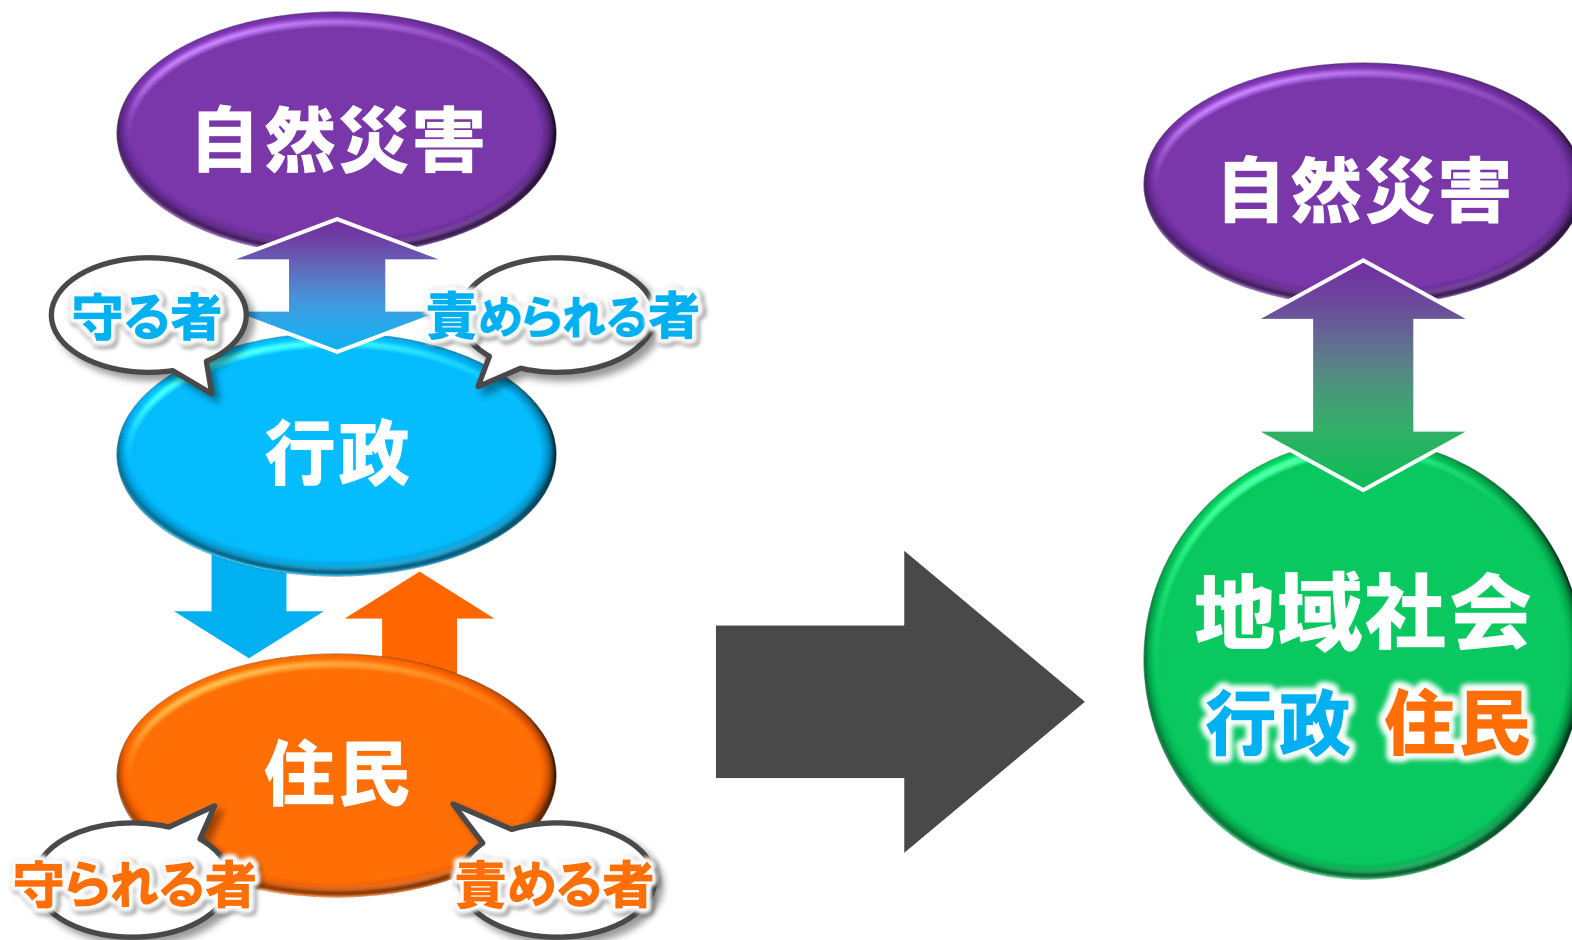 自然災害
守る者
責められる者
行政
住民
守られる者
責める者
自然災害
地域社会
行政 住民